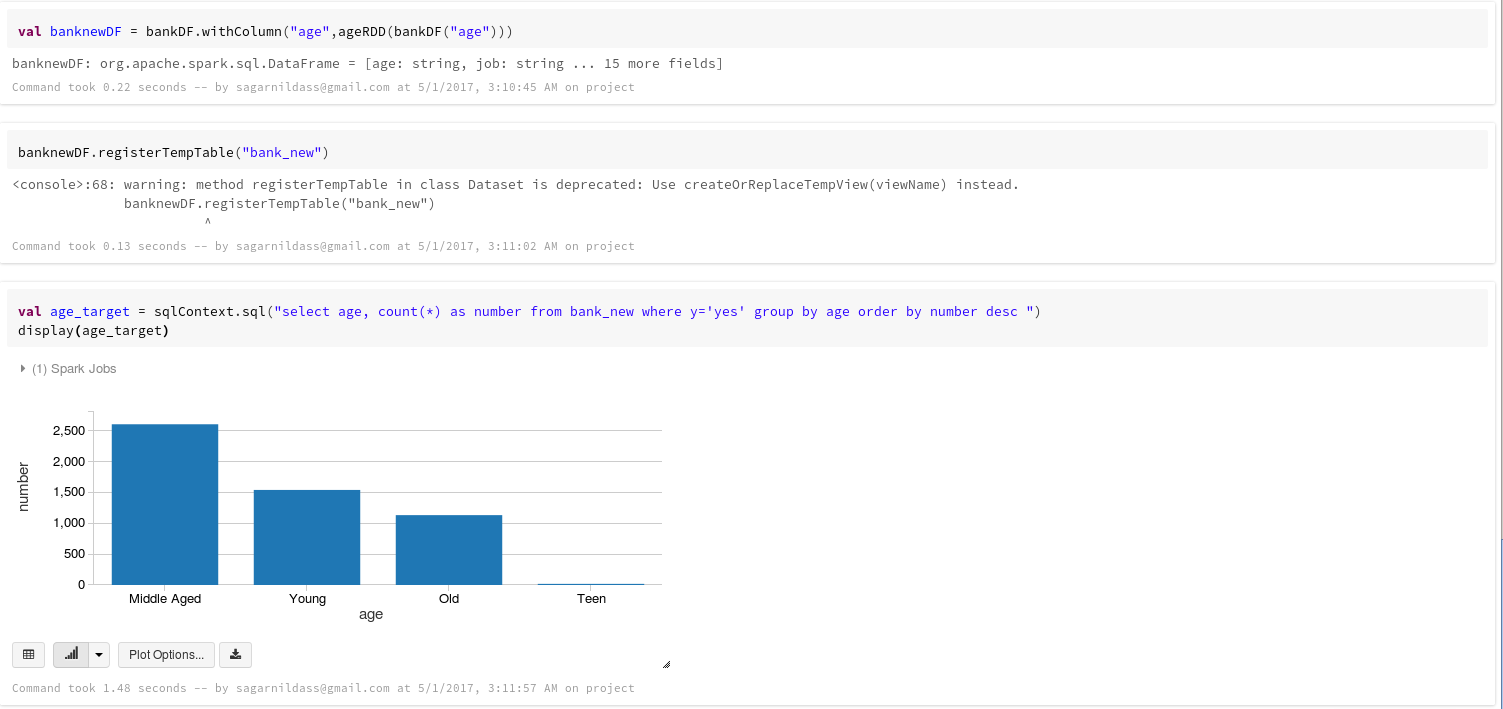 val banknewDF = bankDF.withColumn("age",ageRDD(bankDF("age")))
banknewDF: org.apache.spark.sql.DataFrame = [age: string, job: string ... 15 more fields]
Command took 0.22 seconds -- by sagarnildass@gmail.com at 5/1/2017, 3:10:45 AM on project
banknewDF.registerTempTable("bank_new")
<console>:68: warning: method registerTempTable in class Dataset is deprecated: Use createOrReplaceTempView(viewName) instead.
banknewDF.registerTempTable("bank_new")
^
Command took 0.13 seconds -- by sagarnildass@gmail.com at 5/1/2017, 3:11:02 AM on project
val age_target = sqlContext.sql("select age, count(*) as number from bank_new where y='yes' group by age order by number desc ")
display(age_target)
(1) Spark Jobs
2,500
2,000
1,500
1,000
500
0
number
Middle Aged Young Old Teen
age
Plot Options...
Command took 1.48 seconds -- by sagarnildass@gmail.com at 5/1/2017, 3:11:57 AM on project